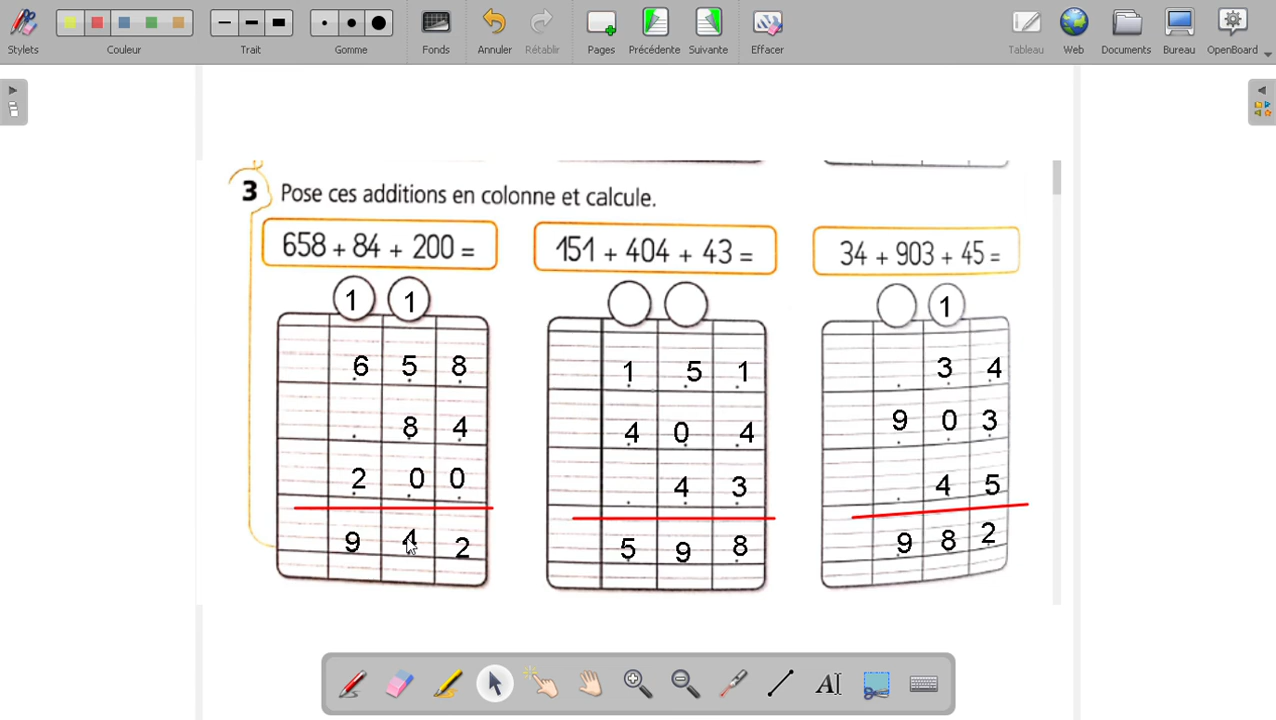 Stylets Couleur Trait Gomme Fonds Annuler Rétablir Pages Précédente Suivante Effacer Tableau Web Documents Bureau OpenBoard
3 Pose ces additions en colonne et calcule.
658 + 84 + 200 = 151 + 404 + 43 = 34 + 903 + 45 =
1 1 1
6 5 8 1 5 1 3 4
8 4 4 0 4 9 0 3
2 0 0 4 3 4 5
9 4 2 5 9 8 9 8 2